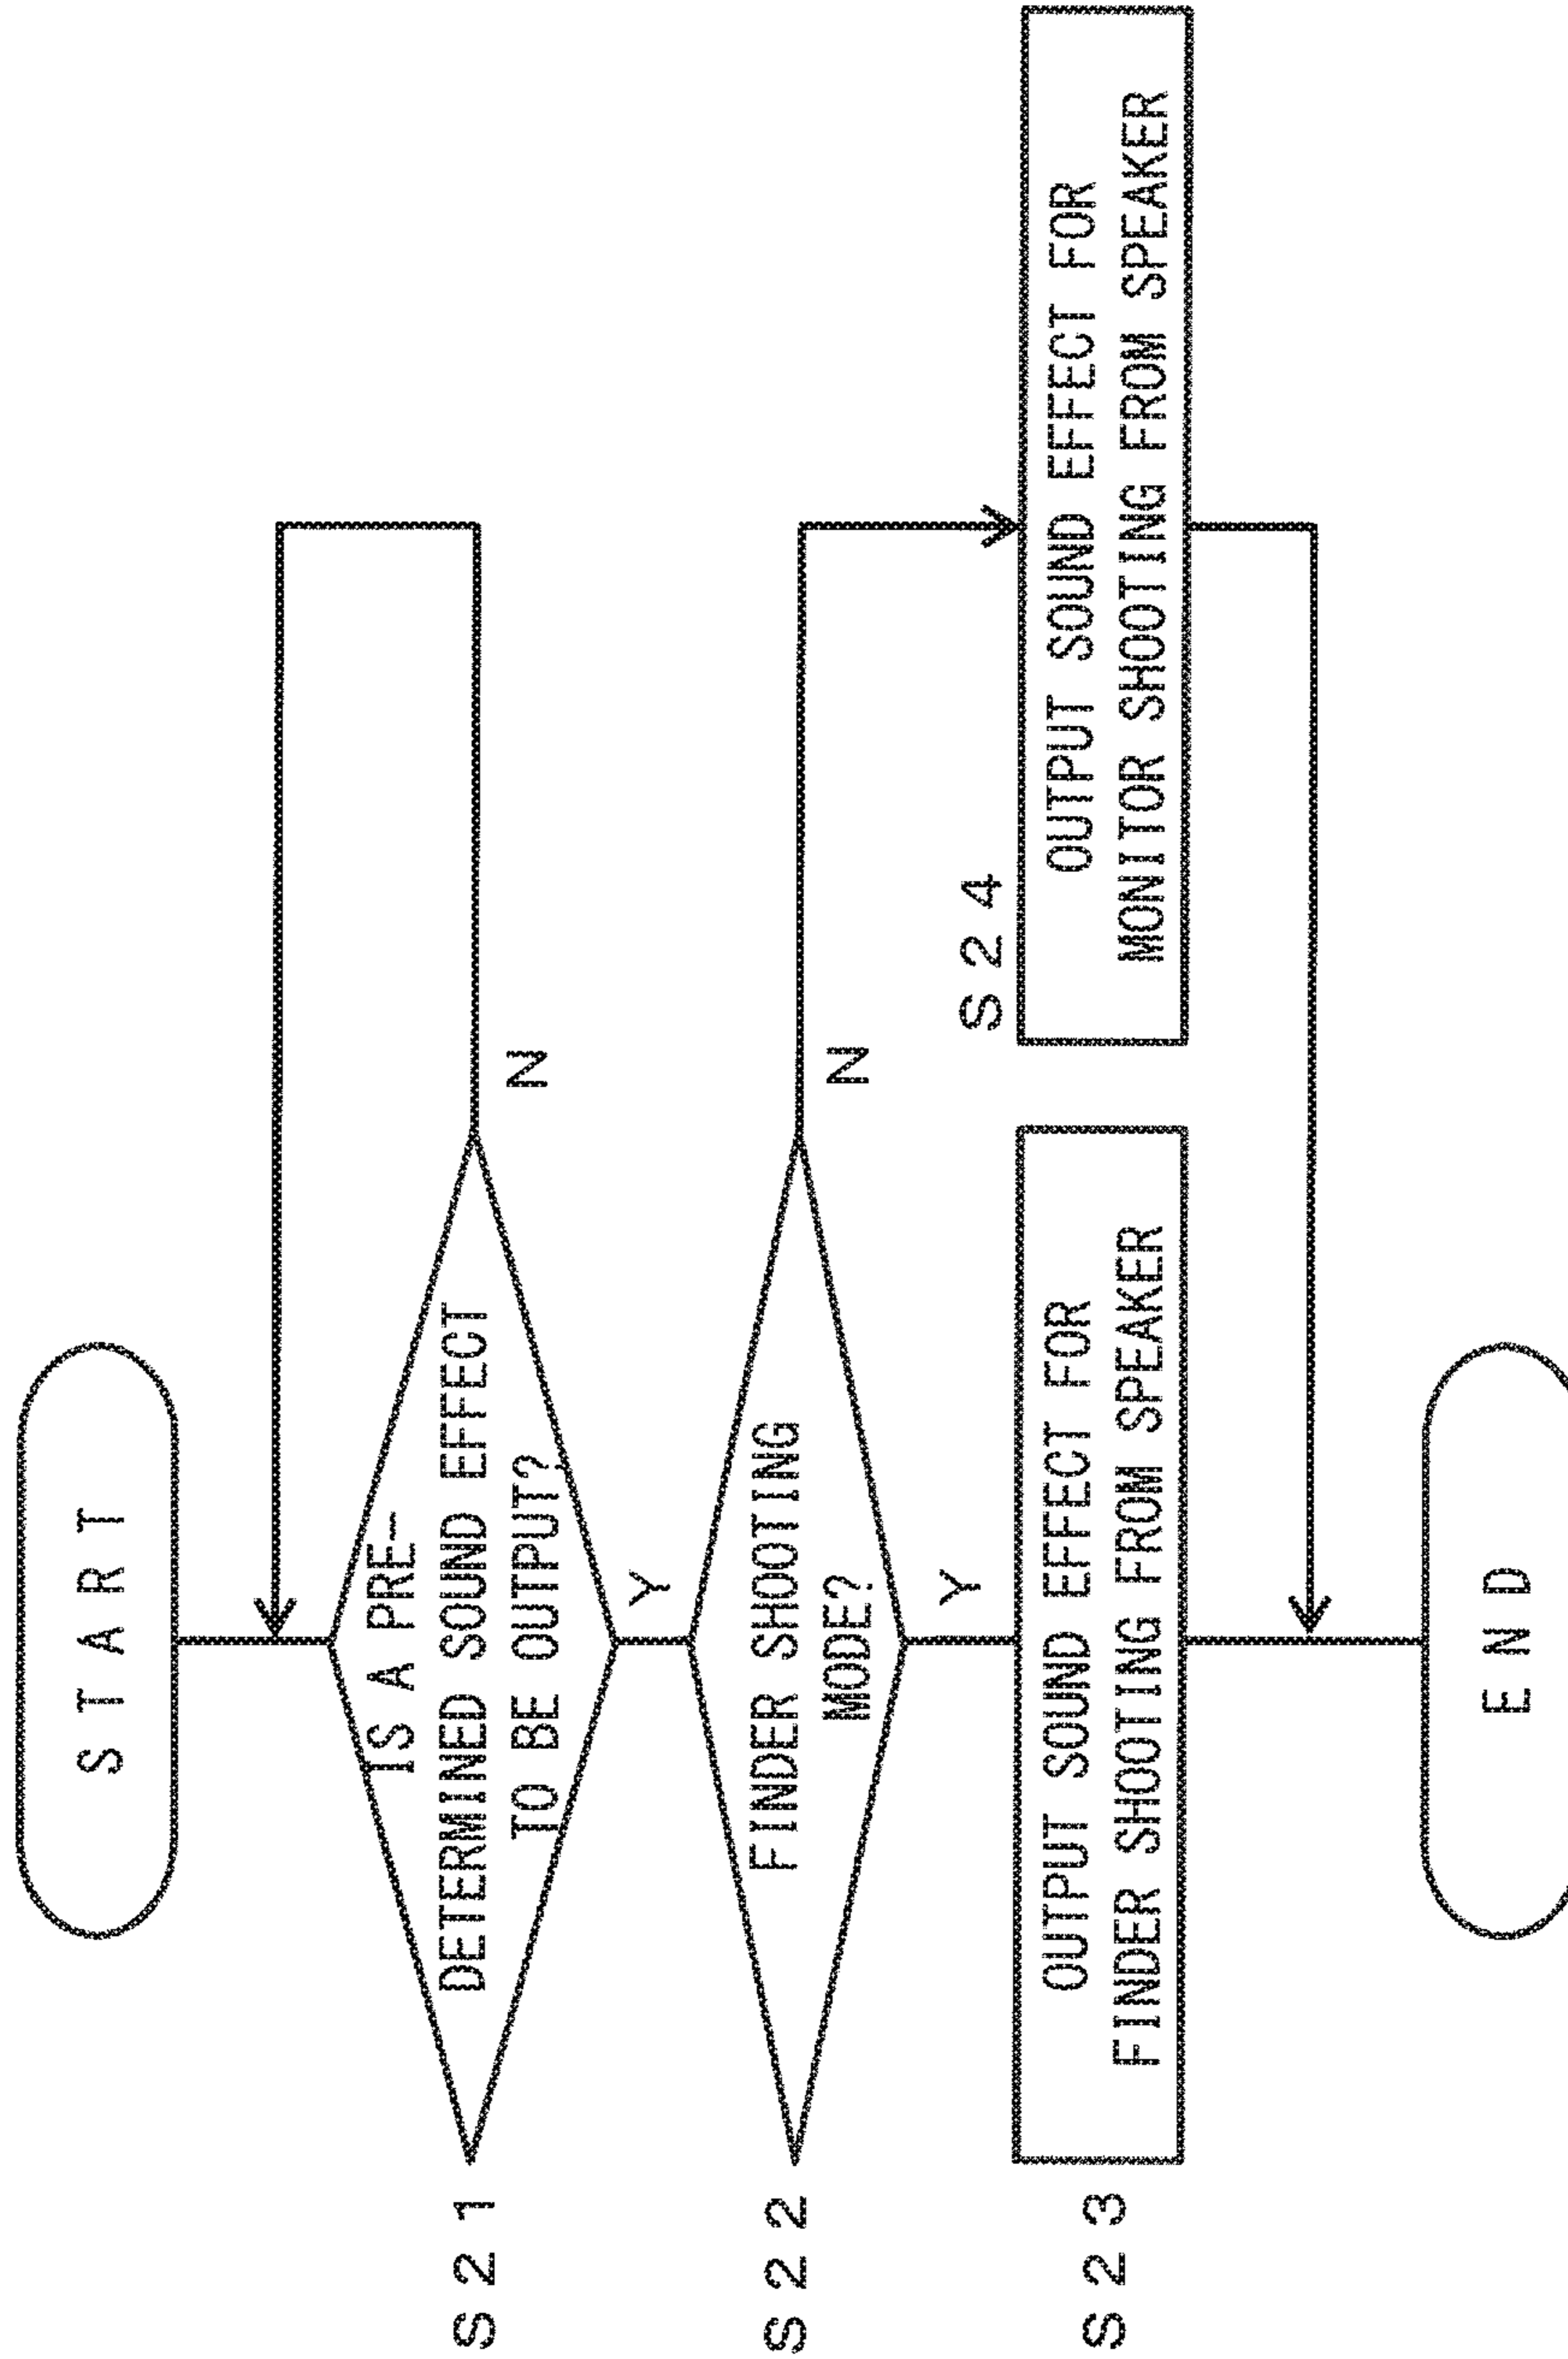 START
S21
IS A PRE-
DETERMINED SOUND EFFECT
TO BE OUTPUT?
N
Y
S22
FINDER SHOOTING
MODE?
N
Y
S23
OUTPUT SOUND EFFECT FOR
FINDER SHOOTING FROM SPEAKER
S24
OUTPUT SOUND EFFECT FOR
MONITOR SHOOTING FROM SPEAKER
END